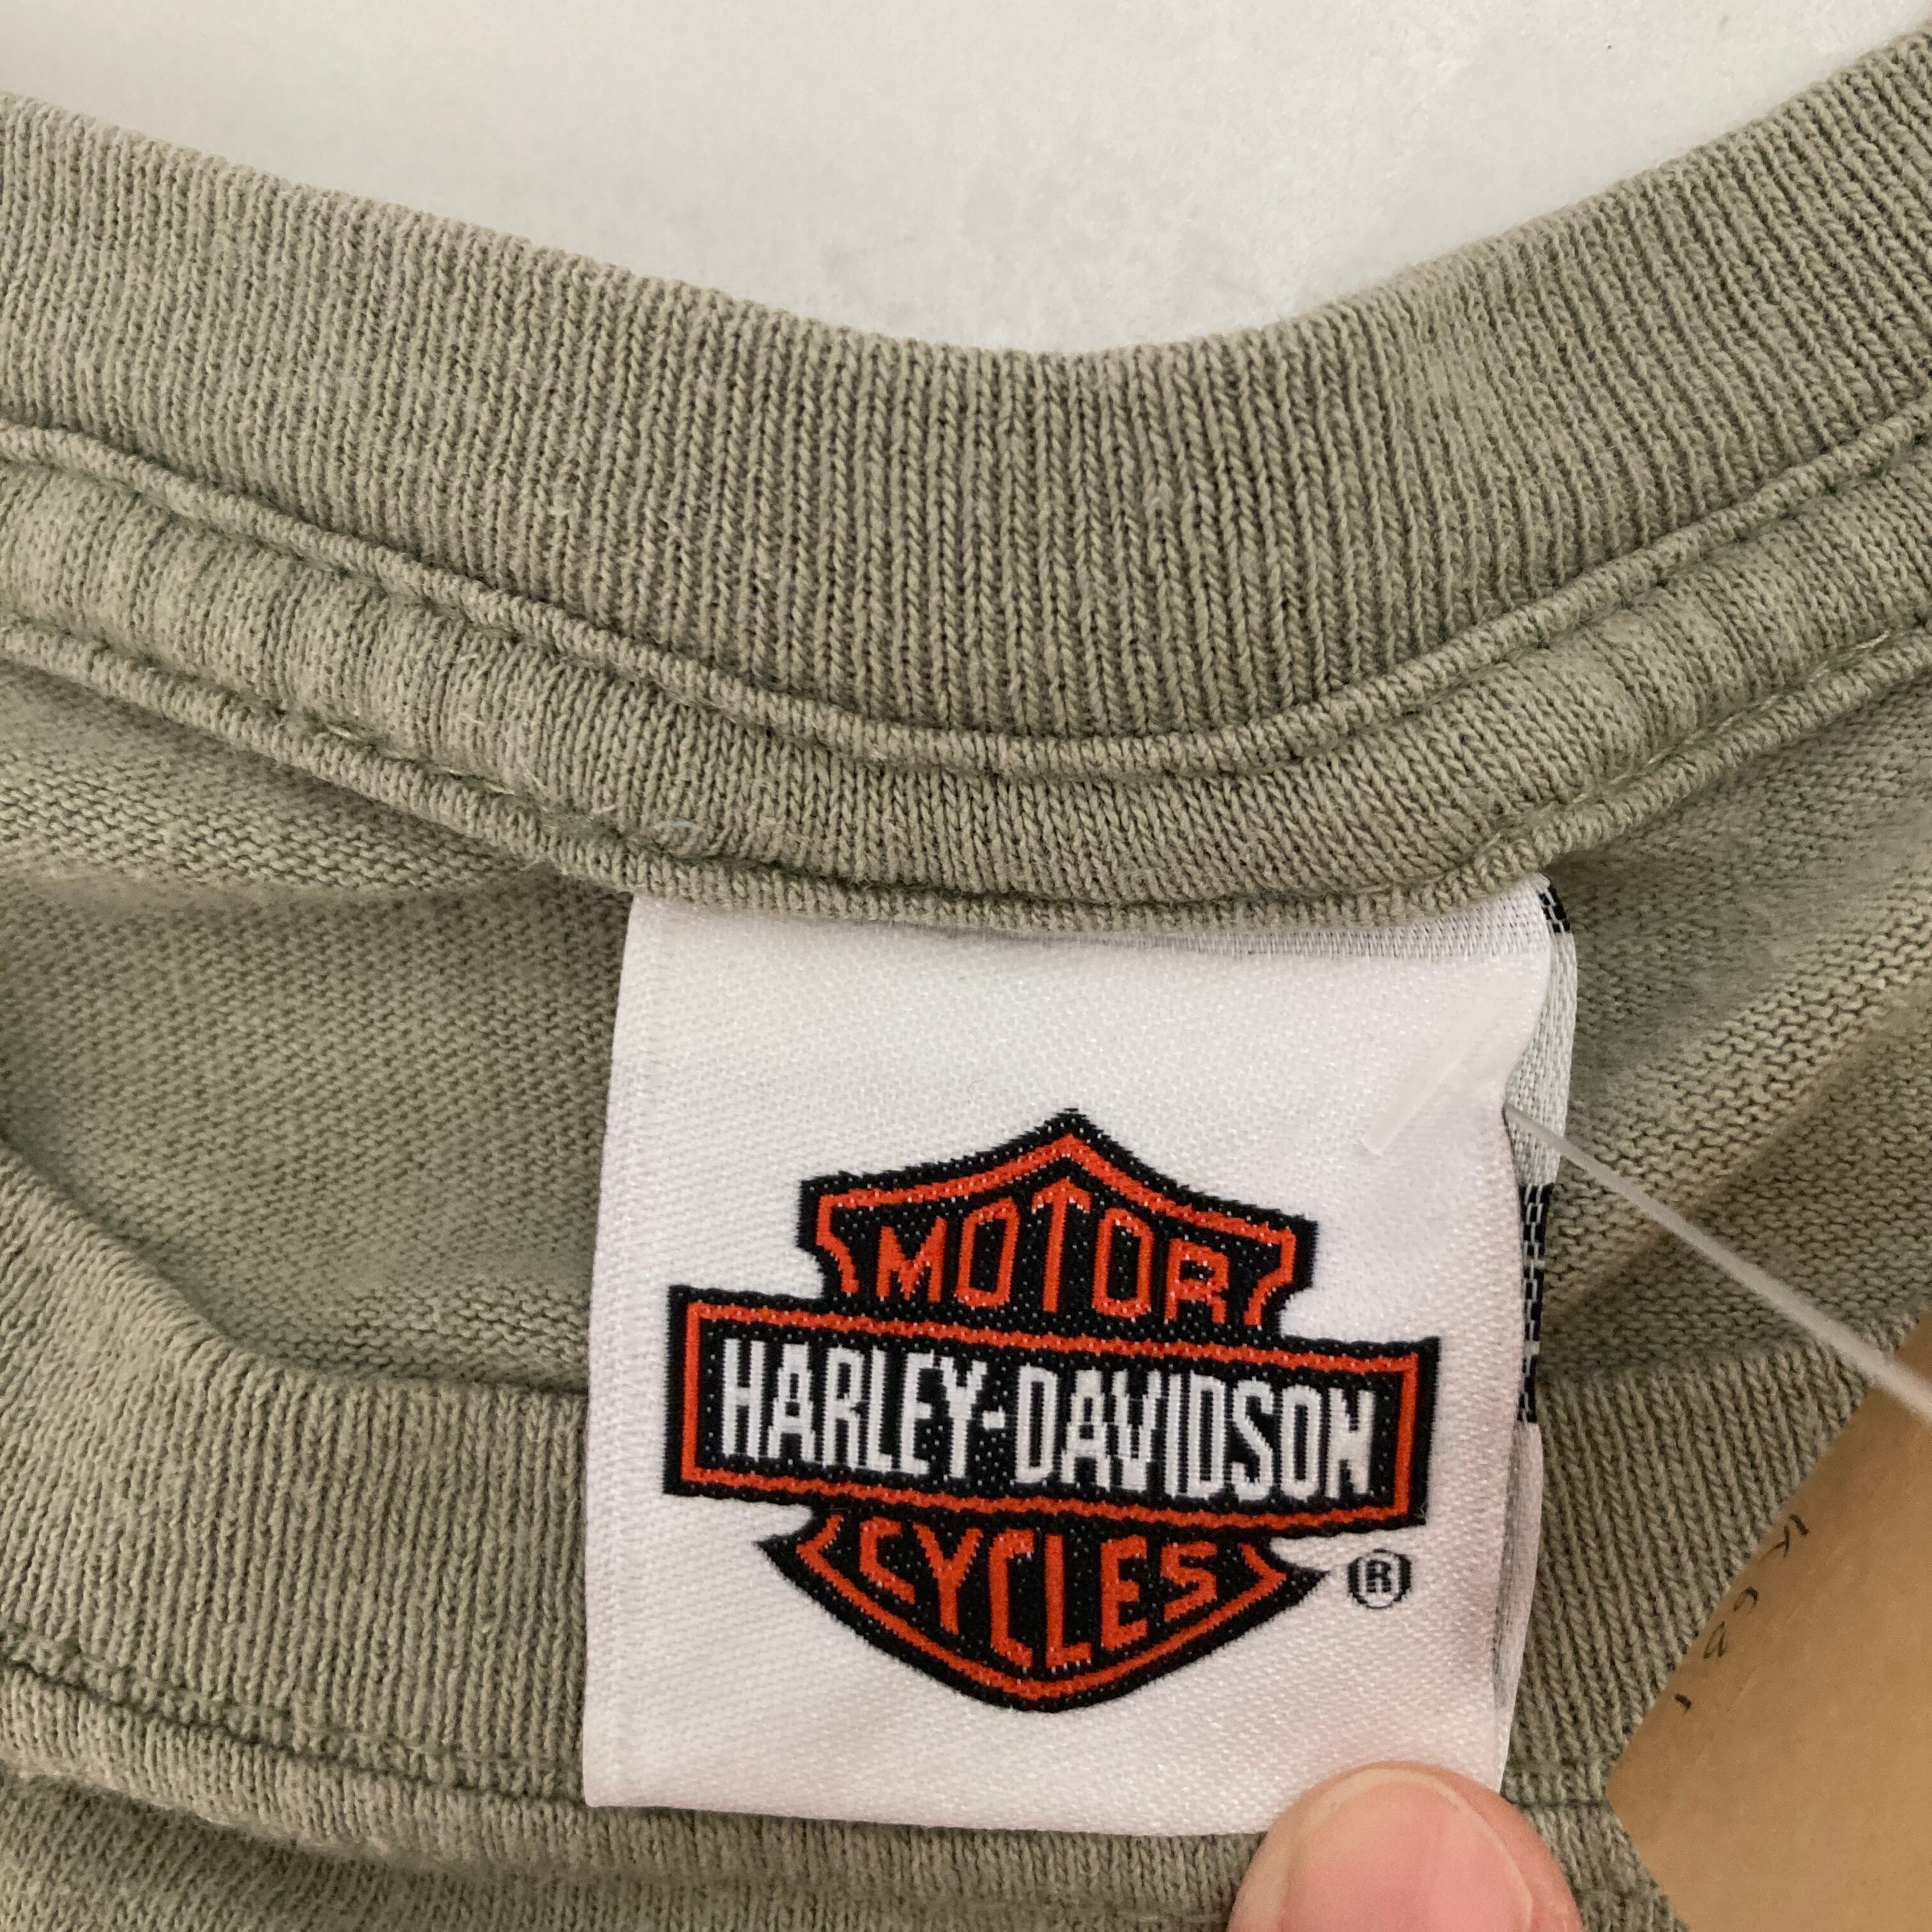 MOTOR
HARLEY-DAVIDSON
CYCLES
®